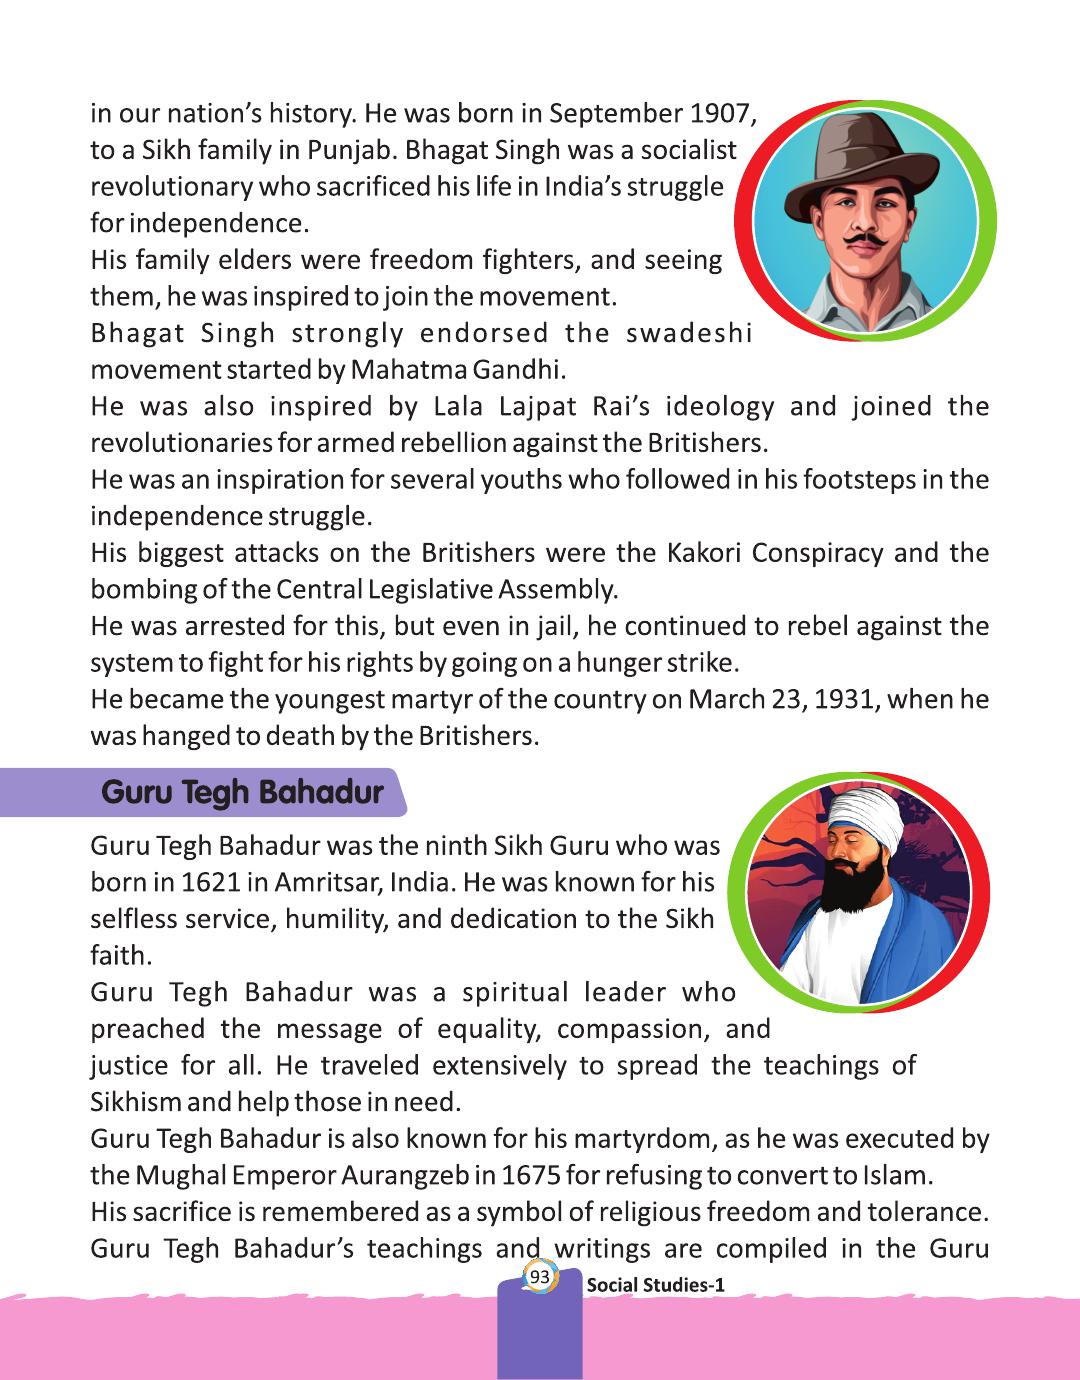 in our nation’s history. He was born in September 1907,
to a Sikh family in Punjab. Bhagat Singh was a socialist
revolutionary who sacrificed his life in India’s struggle
for independence.
His family elders were freedom fighters, and seeing
them, he was inspired to join the movement.
Bhagat Singh strongly endorsed the swadeshi
movement started by Mahatma Gandhi.
He was also inspired by Lala Lajpat Rai’s ideology and joined the
revolutionaries for armed rebellion against the Britishers.
He was an inspiration for several youths who followed in his footsteps in the
independence struggle.
His biggest attacks on the Britishers were the Kakori Conspiracy and the
bombing of the Central Legislative Assembly.
He was arrested for this, but even in jail, he continued to rebel against the
system to fight for his rights by going on a hunger strike.
He became the youngest martyr of the country on March 23, 1931, when he
was hanged to death by the Britishers.
Guru Tegh Bahadur
Guru Tegh Bahadur was the ninth Sikh Guru who was
born in 1621 in Amritsar, India. He was known for his
selfless service, humility, and dedication to the Sikh
faith.
Guru Tegh Bahadur was a spiritual leader who
preached the message of equality, compassion, and
justice for all. He traveled extensively to spread the teachings of
Sikhism and help those in need.
Guru Tegh Bahadur is also known for his martyrdom, as he was executed by
the Mughal Emperor Aurangzeb in 1675 for refusing to convert to Islam.
His sacrifice is remembered as a symbol of religious freedom and tolerance.
Guru Tegh Bahadur’s teachings and writings are compiled in the Guru
93
Social Studies-1